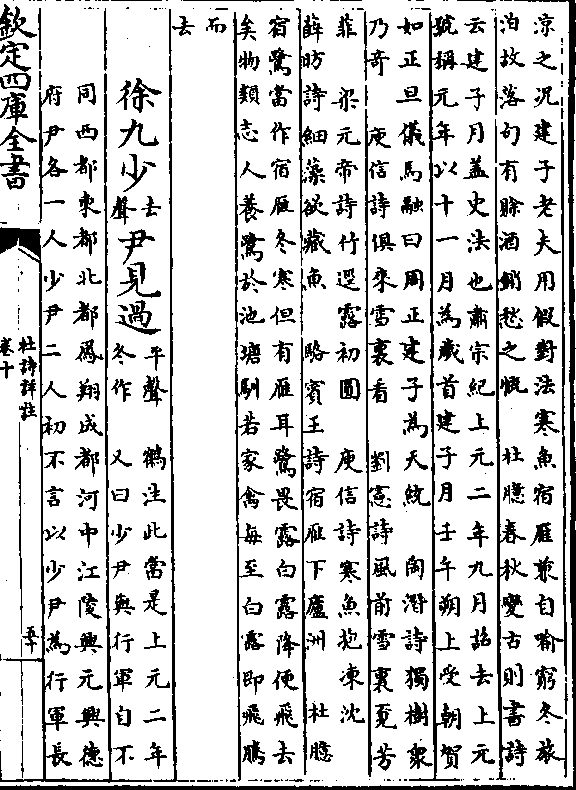 涼之況建子老夫用假對法寒魚宿雁兼自喻窮冬旅
泊故落句有賒酒銷愁之慨　杜臆春秋變古則書詩
云建子月蓋史法也肅宗紀上元二年九月詔去上元
號稱元年以十一月為歲首建子月壬午朔上受朝賀
如正旦儀馬融曰周正建子為天統　陶潛詩獨樹衆
乃奇　庾信詩俱來雪裏看　劉憲詩風前雪裏覓芳
菲　梁元帝詩竹逕露初圓　庾信詩寒魚抱凍沈
薛昉詩細藻欲藏魚　駱賓王詩宿雁下廬洲　杜臆
宿鷺當作宿雁冬寒但有雁耳鷺畏露白露降便飛去
矣物類志人養鷺於池塘馴若家禽每至白露即飛騰
而
去
徐九少去聲尹見過平聲　鶴注此當是上元二年
冬作　又曰少尹與行軍自不
同西都東都北都鳳翔成都河中江陵興元興德
府尹各一人少尹二人初不言以少尹為行軍長
欽定四庫全書
杜詩詳註
卷十